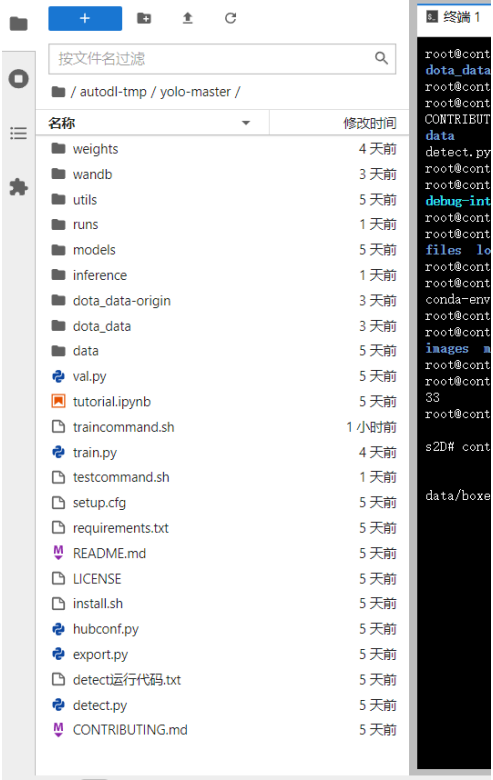 按文件名过滤
/ autodl-tmp / yolo-master /
名称 修改时间
weights 4 天前
wandb 3 天前
utils 5 天前
runs 1 天前
models 5 天前
inference 1 天前
dota_data-origin 3 天前
dota_data 3 天前
data 5 天前
val.py 5 天前
tutorial.ipynb 5 天前
traincommand.sh 1 小时前
train.py 4 天前
testcommand.sh 1 天前
setup.cfg 5 天前
requirements.txt 5 天前
README.md 5 天前
LICENSE 5 天前
install.sh 5 天前
hubconf.py 5 天前
export.py 5 天前
detect运行代码.txt 5 天前
detect.py 5 天前
CONTRIBUTING.md 5 天前
终端 1
root@cont
dota_data
root@cont
root@cont
CONTRIBUT
data
detect.py
root@cont
root@cont
debug-int
root@cont
root@cont
files lo
root@cont
root@cont
conda-env
root@cont
root@cont
images m
root@cont
root@cont
33
root@cont
s2D# cont
data/boxe